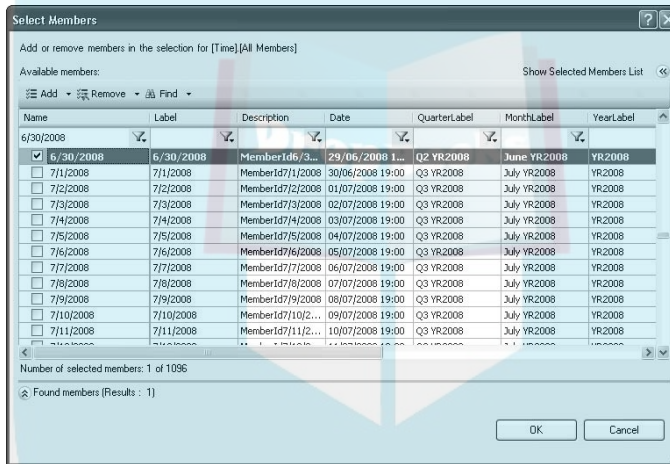 Select Members
Add or remove members in the selection for [Time].[All Members]
Available members:
Show Selected Members List
Add Remove Find
Name Label Description Date QuarterLabel MonthLabel YearLabel
6/30/2008
6/30/2008 6/30/2008 MemberId6/3... 29/06/2008 1... Q2 YR2008 June YR2008 YR2008
7/1/2008 7/1/2008 MemberId7/1/2008 30/06/2008 19:00 Q3 YR2008 July YR2008 YR2008
7/2/2008 7/2/2008 MemberId7/2/2008 01/07/2008 19:00 Q3 YR2008 July YR2008 YR2008
7/3/2008 7/3/2008 MemberId7/3/2008 02/07/2008 19:00 Q3 YR2008 July YR2008 YR2008
7/4/2008 7/4/2008 MemberId7/4/2008 03/07/2008 19:00 Q3 YR2008 July YR2008 YR2008
7/5/2008 7/5/2008 MemberId7/5/2008 04/07/2008 19:00 Q3 YR2008 July YR2008 YR2008
7/6/2008 7/6/2008 MemberId7/6/2008 05/07/2008 19:00 Q3 YR2008 July YR2008 YR2008
7/7/2008 7/7/2008 MemberId7/7/2008 06/07/2008 19:00 Q3 YR2008 July YR2008 YR2008
7/8/2008 7/8/2008 MemberId7/8/2008 07/07/2008 19:00 Q3 YR2008 July YR2008 YR2008
7/9/2008 7/9/2008 MemberId7/9/2008 08/07/2008 19:00 Q3 YR2008 July YR2008 YR2008
7/10/2008 7/10/2008 MemberId7/10/2... 09/07/2008 19:00 Q3 YR2008 July YR2008 YR2008
7/11/2008 7/11/2008 MemberId7/11/2... 10/07/2008 19:00 Q3 YR2008 July YR2008 YR2008
Number of selected members: 1 of 1096
Found members (Results : 1)
OK Cancel